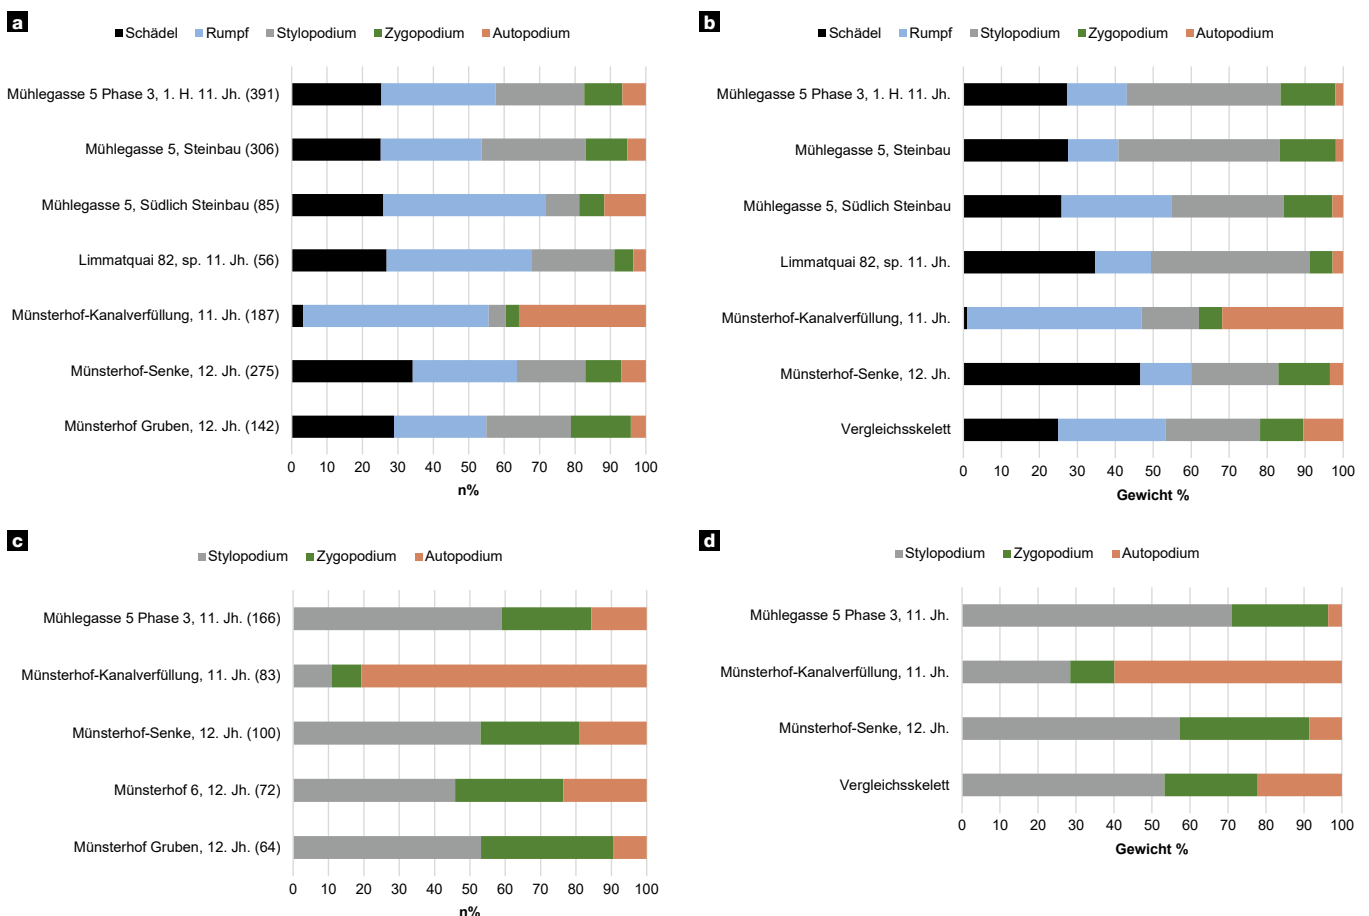 a
Schädel Rumpf Stylopodium Zygopodium Autopodium
Mühlegasse 5 Phase 3, 1. H. 11. Jh. (391)
Mühlegasse 5, Steinbau (306)
Mühlegasse 5, Südlich Steinbau (85)
Limmatquai 82, sp. 11. Jh. (56)
Münsterhof-Kanalverfüllung, 11. Jh. (187)
Münsterhof-Senke, 12. Jh. (275)
Münsterhof Gruben, 12. Jh. (142)
0 10 20 30 40 50 60 70 80 90 100
n%
b
Schädel Rumpf Stylopodium Zygopodium Autopodium
Mühlegasse 5 Phase 3, 1. H. 11. Jh.
Mühlegasse 5, Steinbau
Mühlegasse 5, Südlich Steinbau
Limmatquai 82, sp. 11. Jh.
Münsterhof-Kanalverfüllung, 11. Jh.
Münsterhof-Senke, 12. Jh.
Vergleichsskelett
0 10 20 30 40 50 60 70 80 90 100
Gewicht %
c
Stylopodium Zygopodium Autopodium
Mühlegasse 5 Phase 3, 11. Jh. (166)
Münsterhof-Kanalverfüllung, 11. Jh. (83)
Münsterhof-Senke, 12. Jh. (100)
Münsterhof 6, 12. Jh. (72)
Münsterhof Gruben, 12. Jh. (64)
0 10 20 30 40 50 60 70 80 90 100
n%
d
Stylopodium Zygopodium Autopodium
Mühlegasse 5 Phase 3, 11. Jh.
Münsterhof-Kanalverfüllung, 11. Jh.
Münsterhof-Senke, 12. Jh.
Vergleichsskelett
0 10 20 30 40 50 60 70 80 90 100
Gewicht %